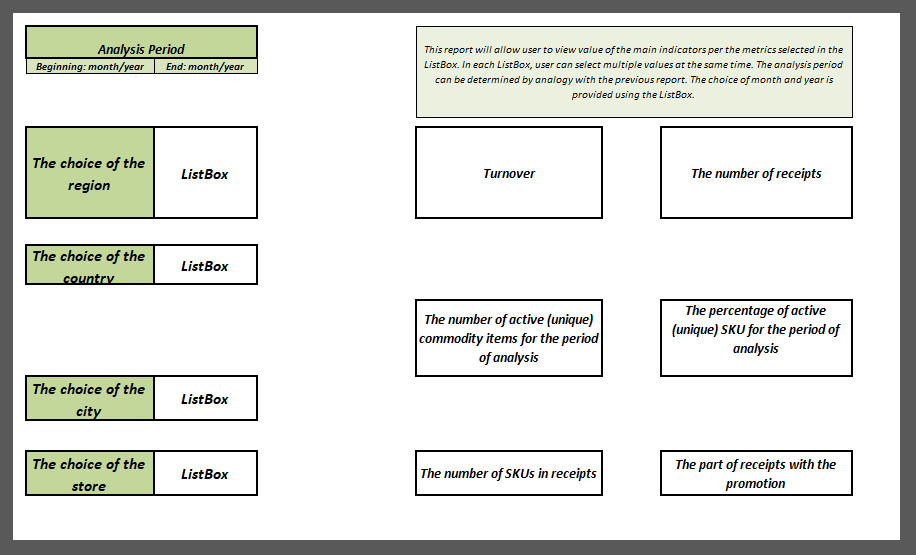 Analysis Period
Beginning: month/year
End: month/year
This report will allow user to view value of the main indicators per the metrics selected in the
ListBox. In each ListBox, user can select multiple values at the same time. The analysis period
can be determined by analogy with the previous report. The choice of month and year is
provided using the ListBox.
The choice of the
region
ListBox
Turnover
The number of receipts
The choice of the
country
ListBox
The number of active (unique)
commodity items for the period
of analysis
The percentage of active
(unique) SKU for the period of
analysis
The choice of the
city
ListBox
The choice of the
store
ListBox
The number of SKUs in receipts
The part of receipts with the
promotion